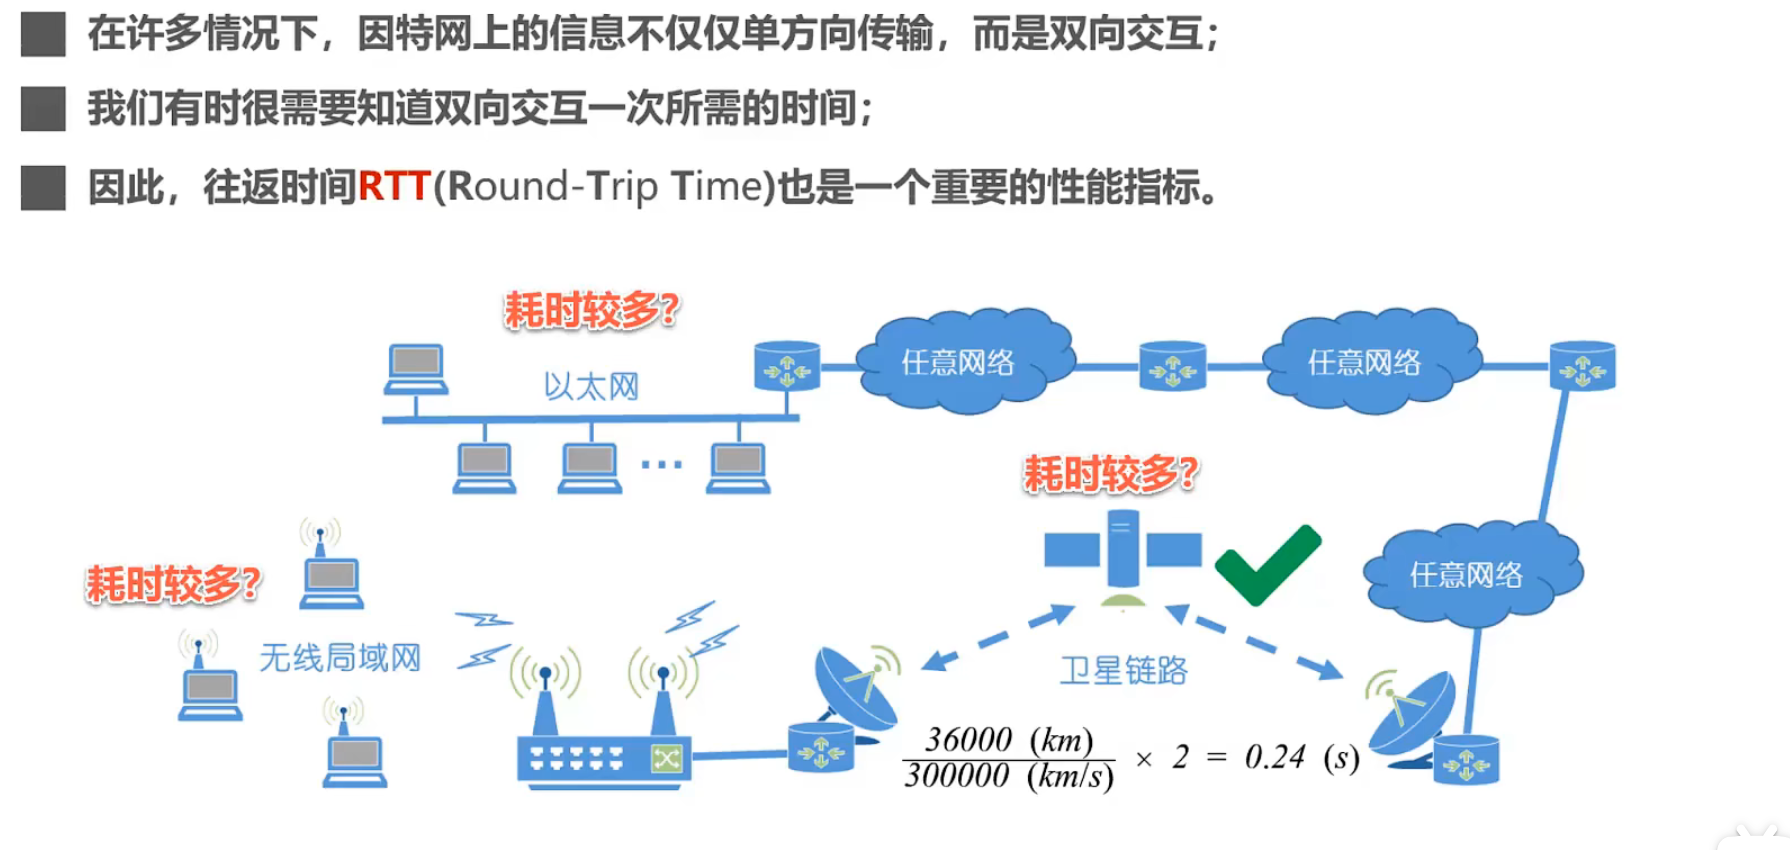 在许多情况下，因特网上的信息不仅仅单方向传输，而是双向交互；
我们有时很需要知道双向交互一次所需的时间；
因此，往返时间RTT(Round-Trip Time)也是一个重要的性能指标。
耗时较多?
以太网
任意网络
任意网络
耗时较多?
任意网络
耗时较多?
无线局域网
卫星链路
36000 (km)
300000 (km/s)
× 2 = 0.24 (s)